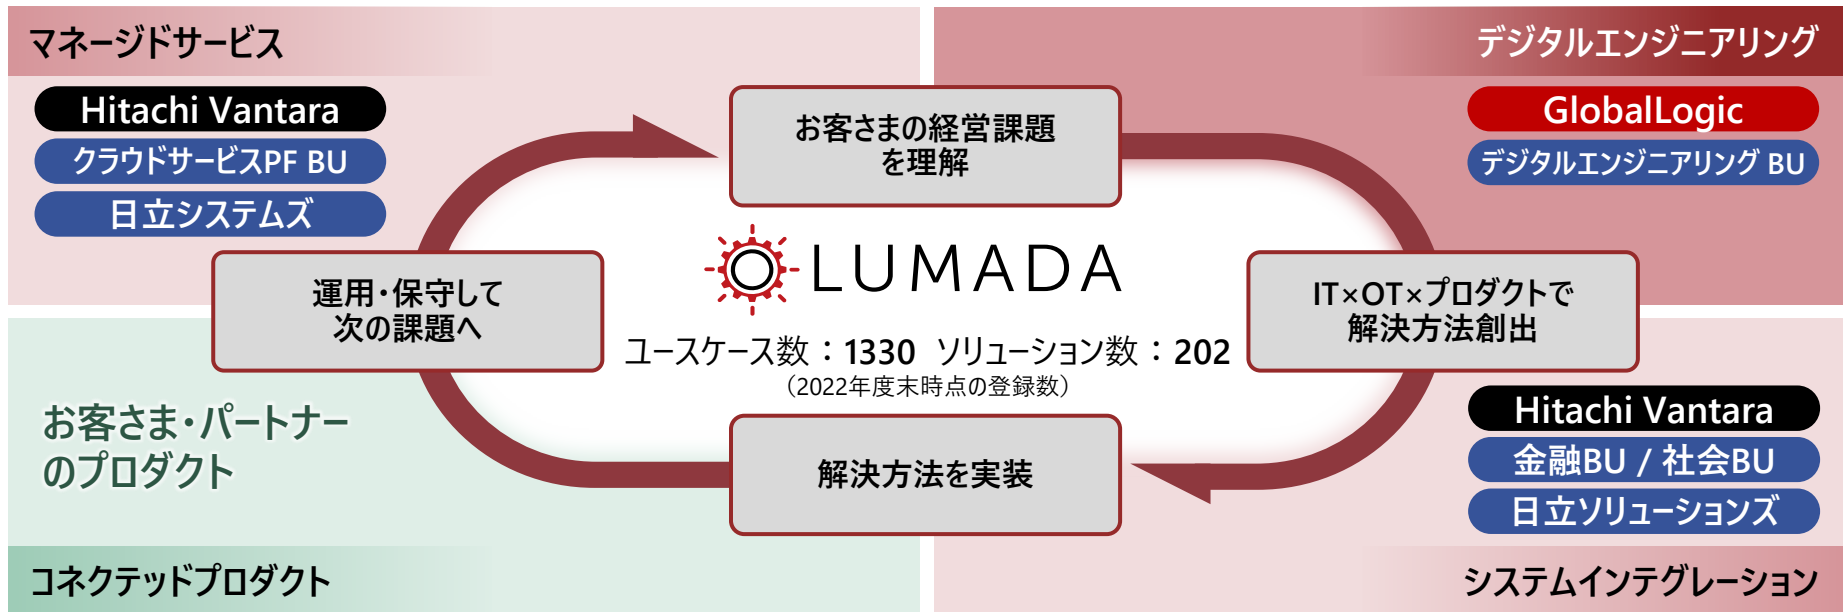 マネージドサービス
Hitachi Vantara
クラウドサービスPF BU
日立システムズ
デジタルエンジニアリング
GlobalLogic
デジタルエンジニアリング BU
お客さまの経営課題
を理解
運用・保守して
次の課題へ
LUMADA
ユースケース数：1330 ソリューション数：202
（2022年度末時点の登録数）
IT×OT×プロダクトで
解決方法創出
解決方法を実装
お客さま・パートナー
のプロダクト
コネクテッドプロダクト
Hitachi Vantara
金融BU / 社会BU
日立ソリューションズ
システムインテグレーション